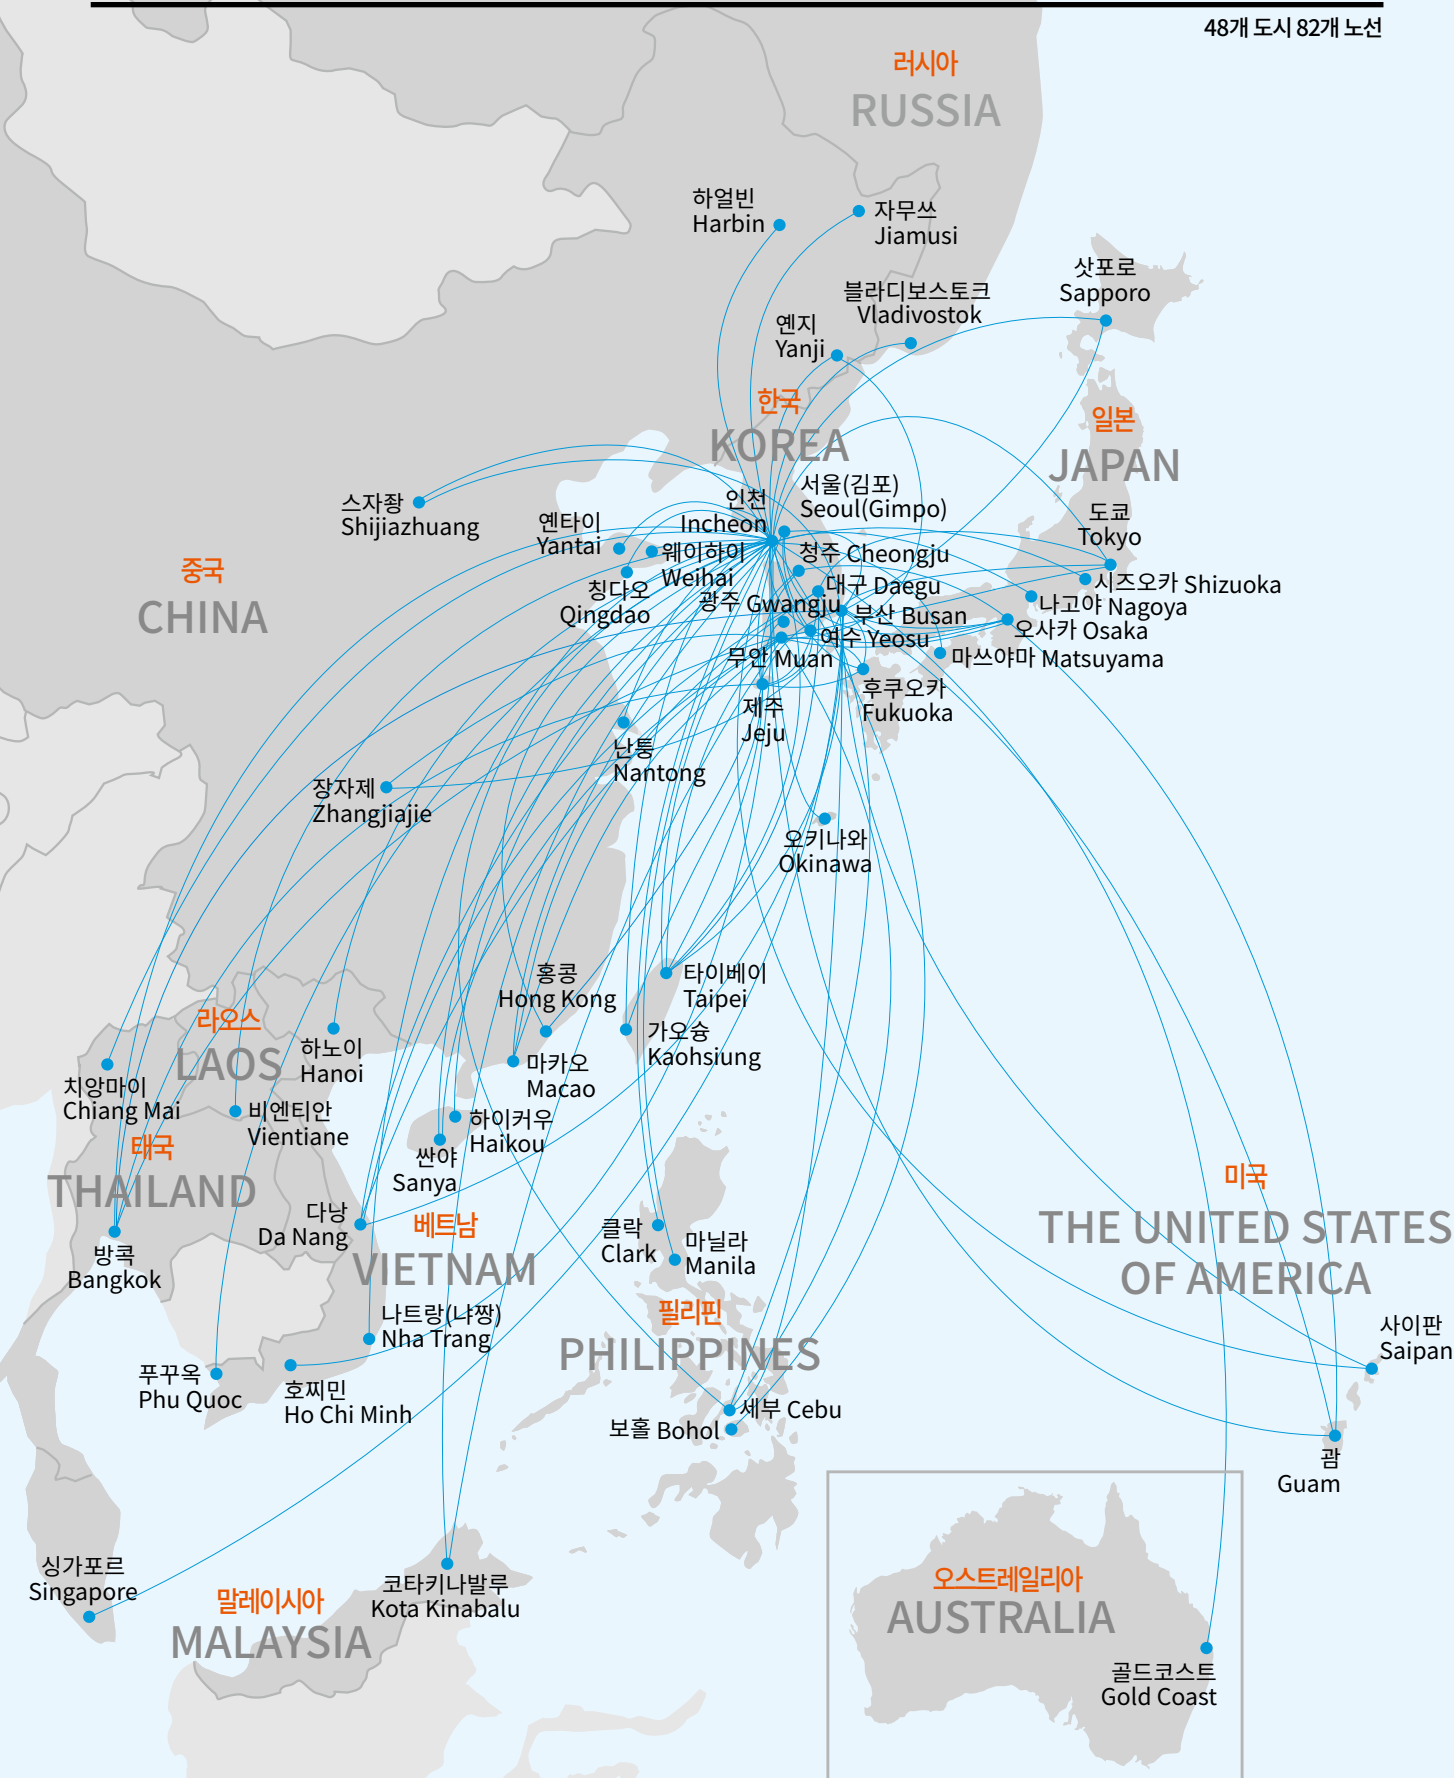 48개 도시 82개 노선
러시아
RUSSIA
하얼빈
Harbin
자무쓰
Jiamusi
삿포로
Sapporo
블라디보스토크
Vladivostok
옌지
Yanji
한국
KOREA
일본
JAPAN
스자좡
Shijiazhuang
인천
Incheon
서울(김포)
Seoul(Gimpo)
도쿄
Tokyo
옌타이
Yantai
웨이하이
Weihai
칭다오
Qingdao
청주 Cheongju
대구 Daegu
광주 Gwangju
부산 Busan
여수 Yeosu
무안 Muan
제주
Jeju
시즈오카 Shizuoka
나고야 Nagoya
오사카 Osaka
마쓰야마 Matsuyama
후쿠오카
Fukuoka
중국
CHINA
난퉁
Nantong
장자제
Zhangjiajie
오키나와
Okinawa
홍콩
Hong Kong
타이베이
Taipei
가오슝
Kaohsiung
마카오
Macao
라오스
LAOS
하노이
Hanoi
치앙마이
Chiang Mai
비엔티안
Vientiane
하이커우
Haikou
싼야
Sanya
태국
THAILAND
다낭
Da Nang
베트남
VIETNAM
방콕
Bangkok
클락
Clark
마닐라
Manila
미국
THE UNITED STATES
OF AMERICA
나트랑(냐짱)
Nha Trang
필리핀
PHILIPPINES
사이판
Saipan
푸꾸옥
Phu Quoc
호찌민
Ho Chi Minh
세부 Cebu
보홀 Bohol
괌
Guam
싱가포르
Singapore
말레이시아
MALAYSIA
코타키나발루
Kota Kinabalu
오스트레일리아
AUSTRALIA
골드코스트
Gold Coast